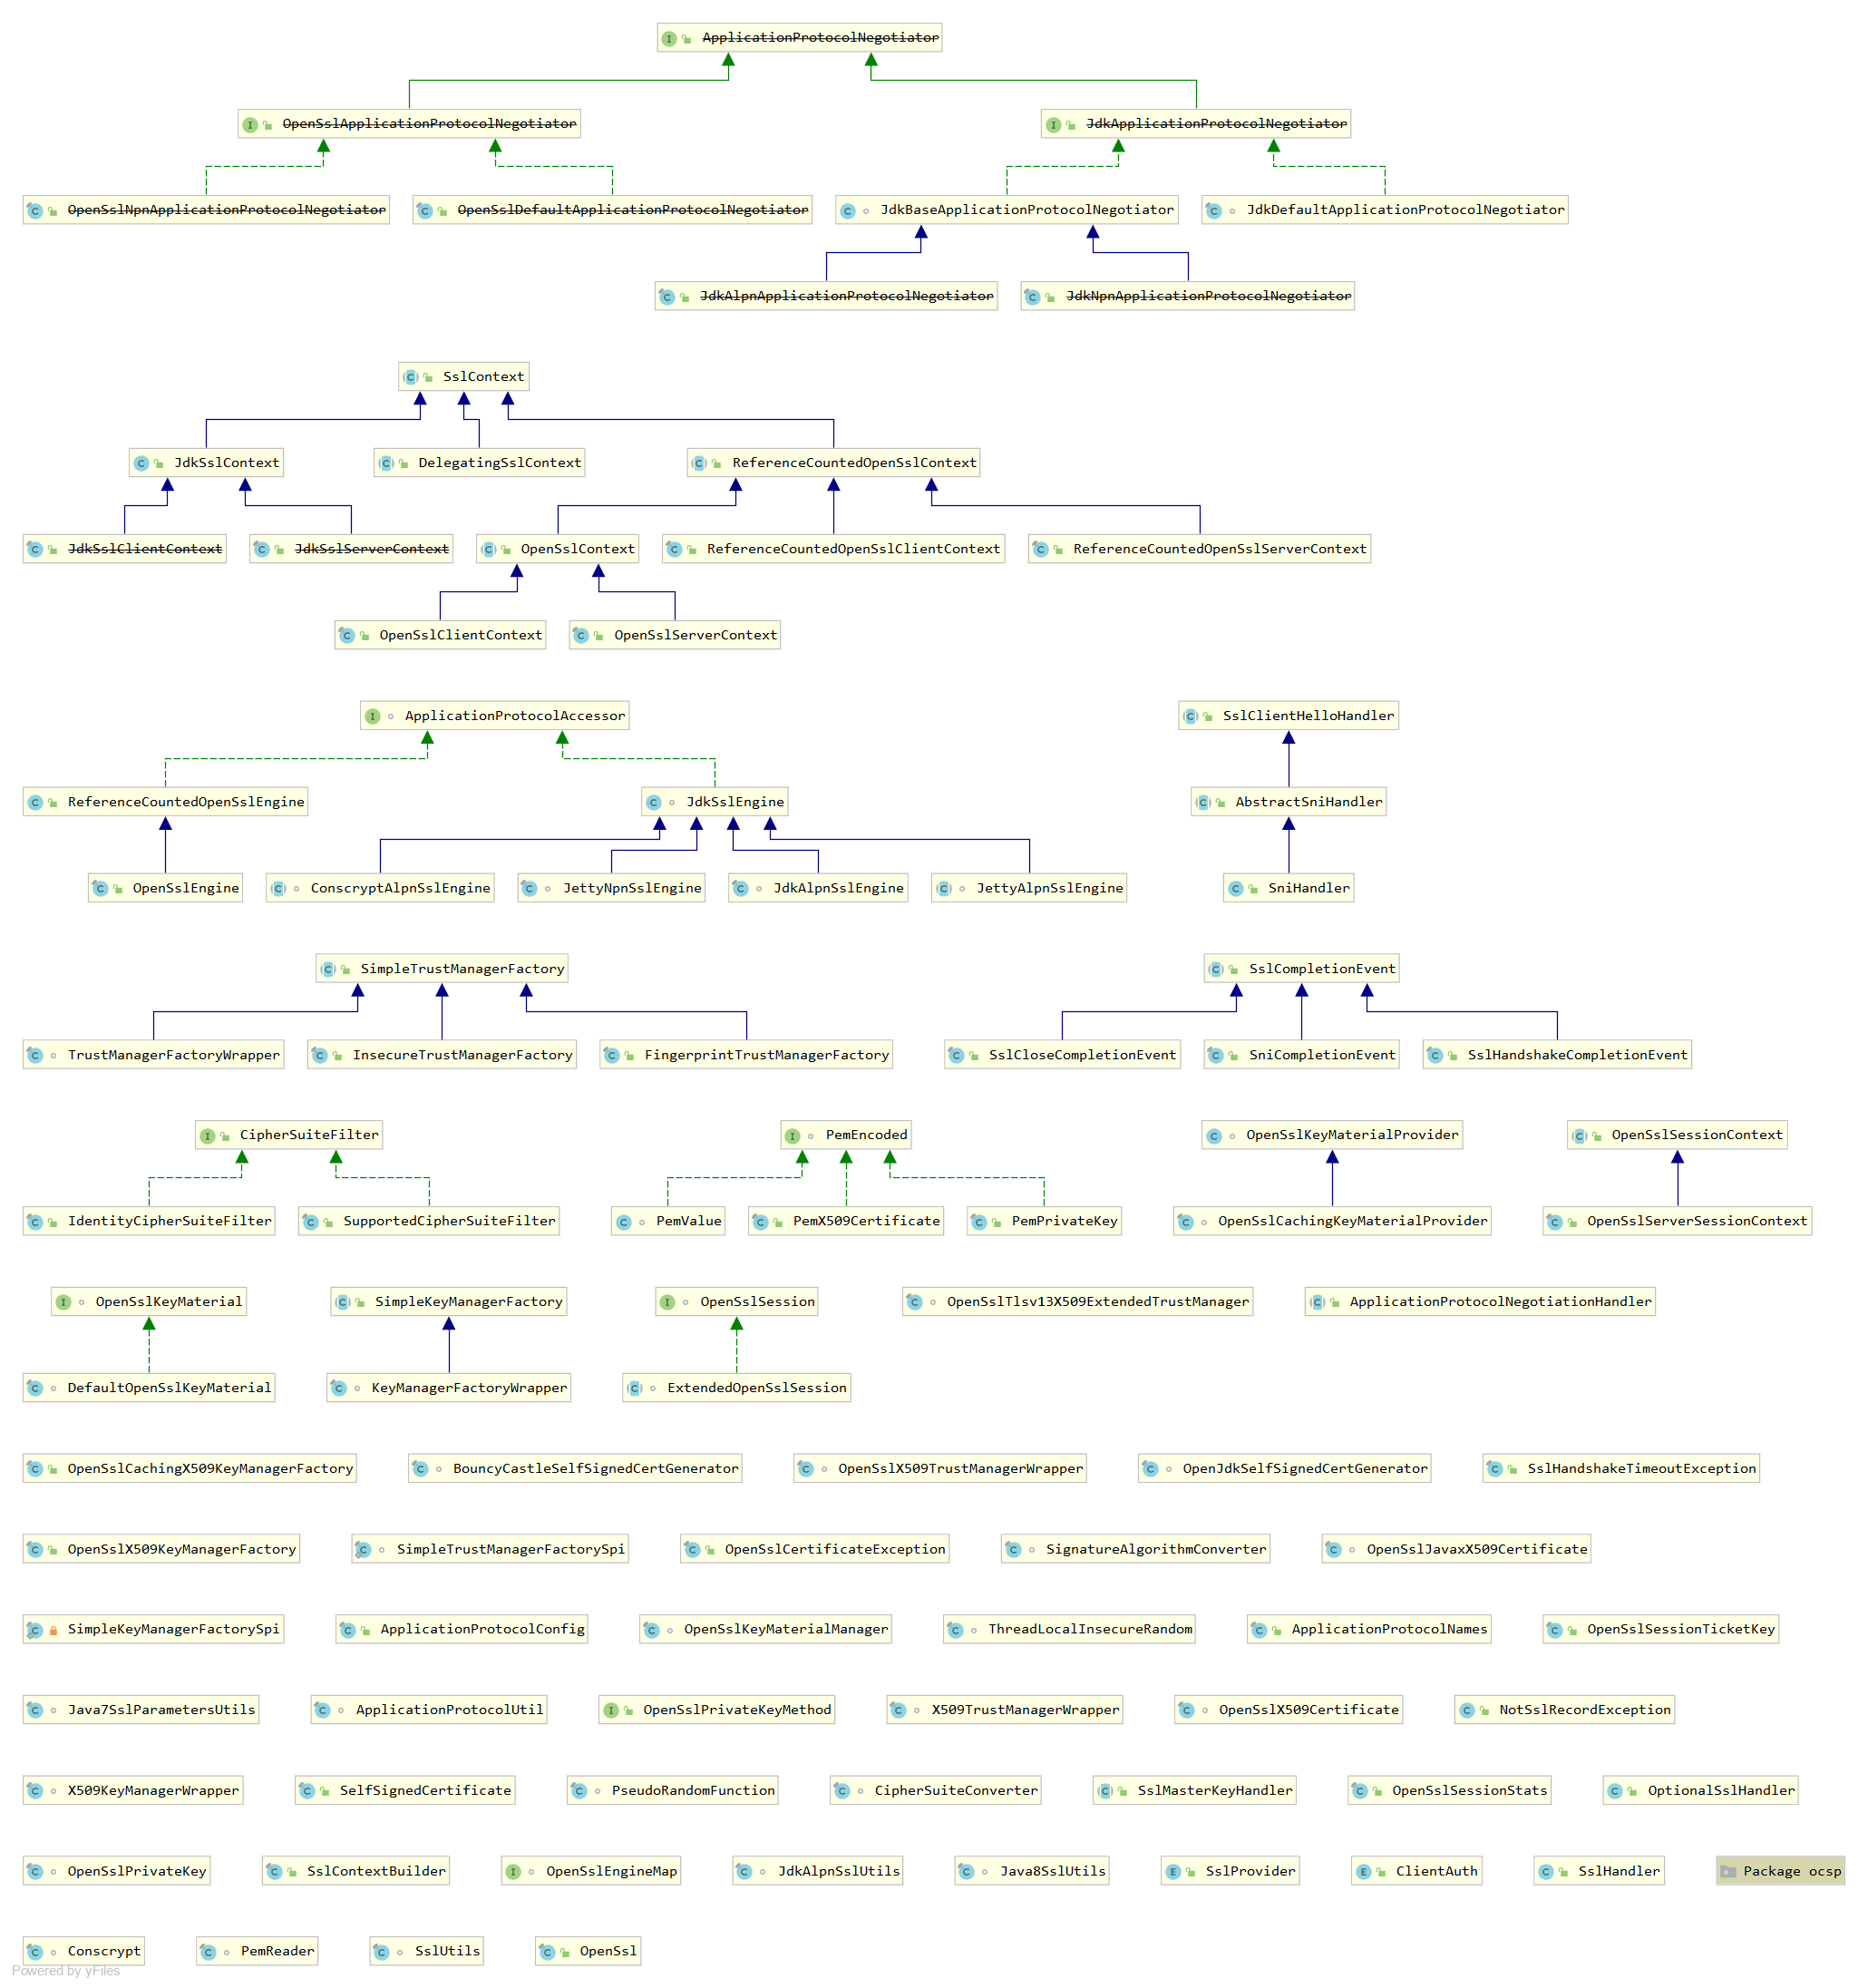 ApplicationProtocolNegotiator
OpenSslApplicationProtocolNegotiator JdkApplicationProtocolNegotiator
OpenSslNpnApplicationProtocolNegotiator OpenSslDefaultApplicationProtocolNegotiator JdkBaseApplicationProtocolNegotiator JdkDefaultApplicationProtocolNegotiator
JdkAlpnApplicationProtocolNegotiator JdkNpnApplicationProtocolNegotiator
SslContext
JdkSslContext DelegatingSslContext ReferenceCountedOpenSslContext
JdkSslClientContext JdkSslServerContext OpenSslContext ReferenceCountedOpenSslClientContext ReferenceCountedOpenSslServerContext
OpenSslClientContext OpenSslServerContext
ApplicationProtocolAccessor SslClientHelloHandler
ReferenceCountedOpenSslEngine JdkSslEngine AbstractSniHandler
OpenSslEngine ConscryptAlpnSslEngine JettyNpnSslEngine JdkAlpnSslEngine JettyAlpnSslEngine SniHandler
SimpleTrustManagerFactory SslCompletionEvent
TrustManagerFactoryWrapper InsecureTrustManagerFactory FingerprintTrustManagerFactory SslCloseCompletionEvent SniCompletionEvent SslHandshakeCompletionEvent
CipherSuiteFilter PemEncoded OpenSslKeyMaterialProvider OpenSslSessionContext
IdentityCipherSuiteFilter SupportedCipherSuiteFilter PemValue PemX509Certificate PemPrivateKey OpenSslCachingKeyMaterialProvider OpenSslServerSessionContext
OpenSslKeyMaterial SimpleKeyManagerFactory OpenSslSession OpenSslTlsv13X509ExtendedTrustManager ApplicationProtocolNegotiationHandler
DefaultOpenSslKeyMaterial KeyManagerFactoryWrapper ExtendedOpenSslSession
OpenSslCachingX509KeyManagerFactory BouncyCastleSelfSignedCertGenerator OpenSslX509TrustManagerWrapper OpenJdkSelfSignedCertGenerator SslHandshakeTimeoutException
OpenSslX509KeyManagerFactory SimpleTrustManagerFactorySpi OpenSslCertificateException SignatureAlgorithmConverter OpenSslJavaxX509Certificate
SimpleKeyManagerFactorySpi ApplicationProtocolConfig OpenSslKeyMaterialManager ThreadLocalInsecureRandom ApplicationProtocolNames OpenSslSessionTicketKey
Java7SslParametersUtils ApplicationProtocolUtil OpenSslPrivateKeyMethod X509TrustManagerWrapper OpenSslX509Certificate NotSslRecordException
X509KeyManagerWrapper SelfSignedCertificate PseudoRandomFunction CipherSuiteConverter SslMasterKeyHandler OpenSslSessionStats OptionalSslHandler
OpenSslPrivateKey SslContextBuilder OpenSslEngineMap JdkAlpnSslUtils Java8SslUtils SslProvider ClientAuth SslHandler Package ocsp
Conscrypt PemReader SslUtils OpenSsl
Powered by yFiles